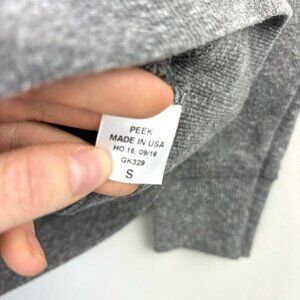 PEEK
MADE IN USA
HO 16, 09/16
GK329
S